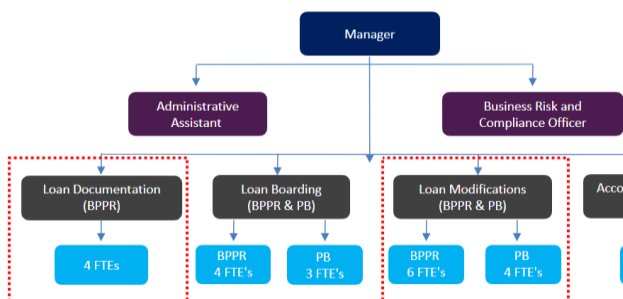 Manager
Administrative
Assistant
Business Risk and
Compliance Officer
Loan Documentation
(BPPR)
Loan Boarding
(BPPR & PB)
Loan Modifications
(BPPR & PB)
4 FTEs
BPPR
4 FTE's
PB
3 FTE's
BPPR
6 FTE's
PB
4 FTE's